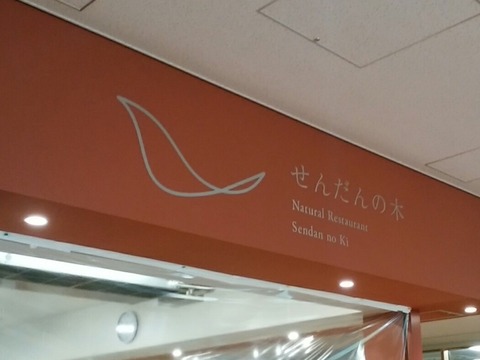 せんだんの木
Natural Restaurant
Sendan no Ki